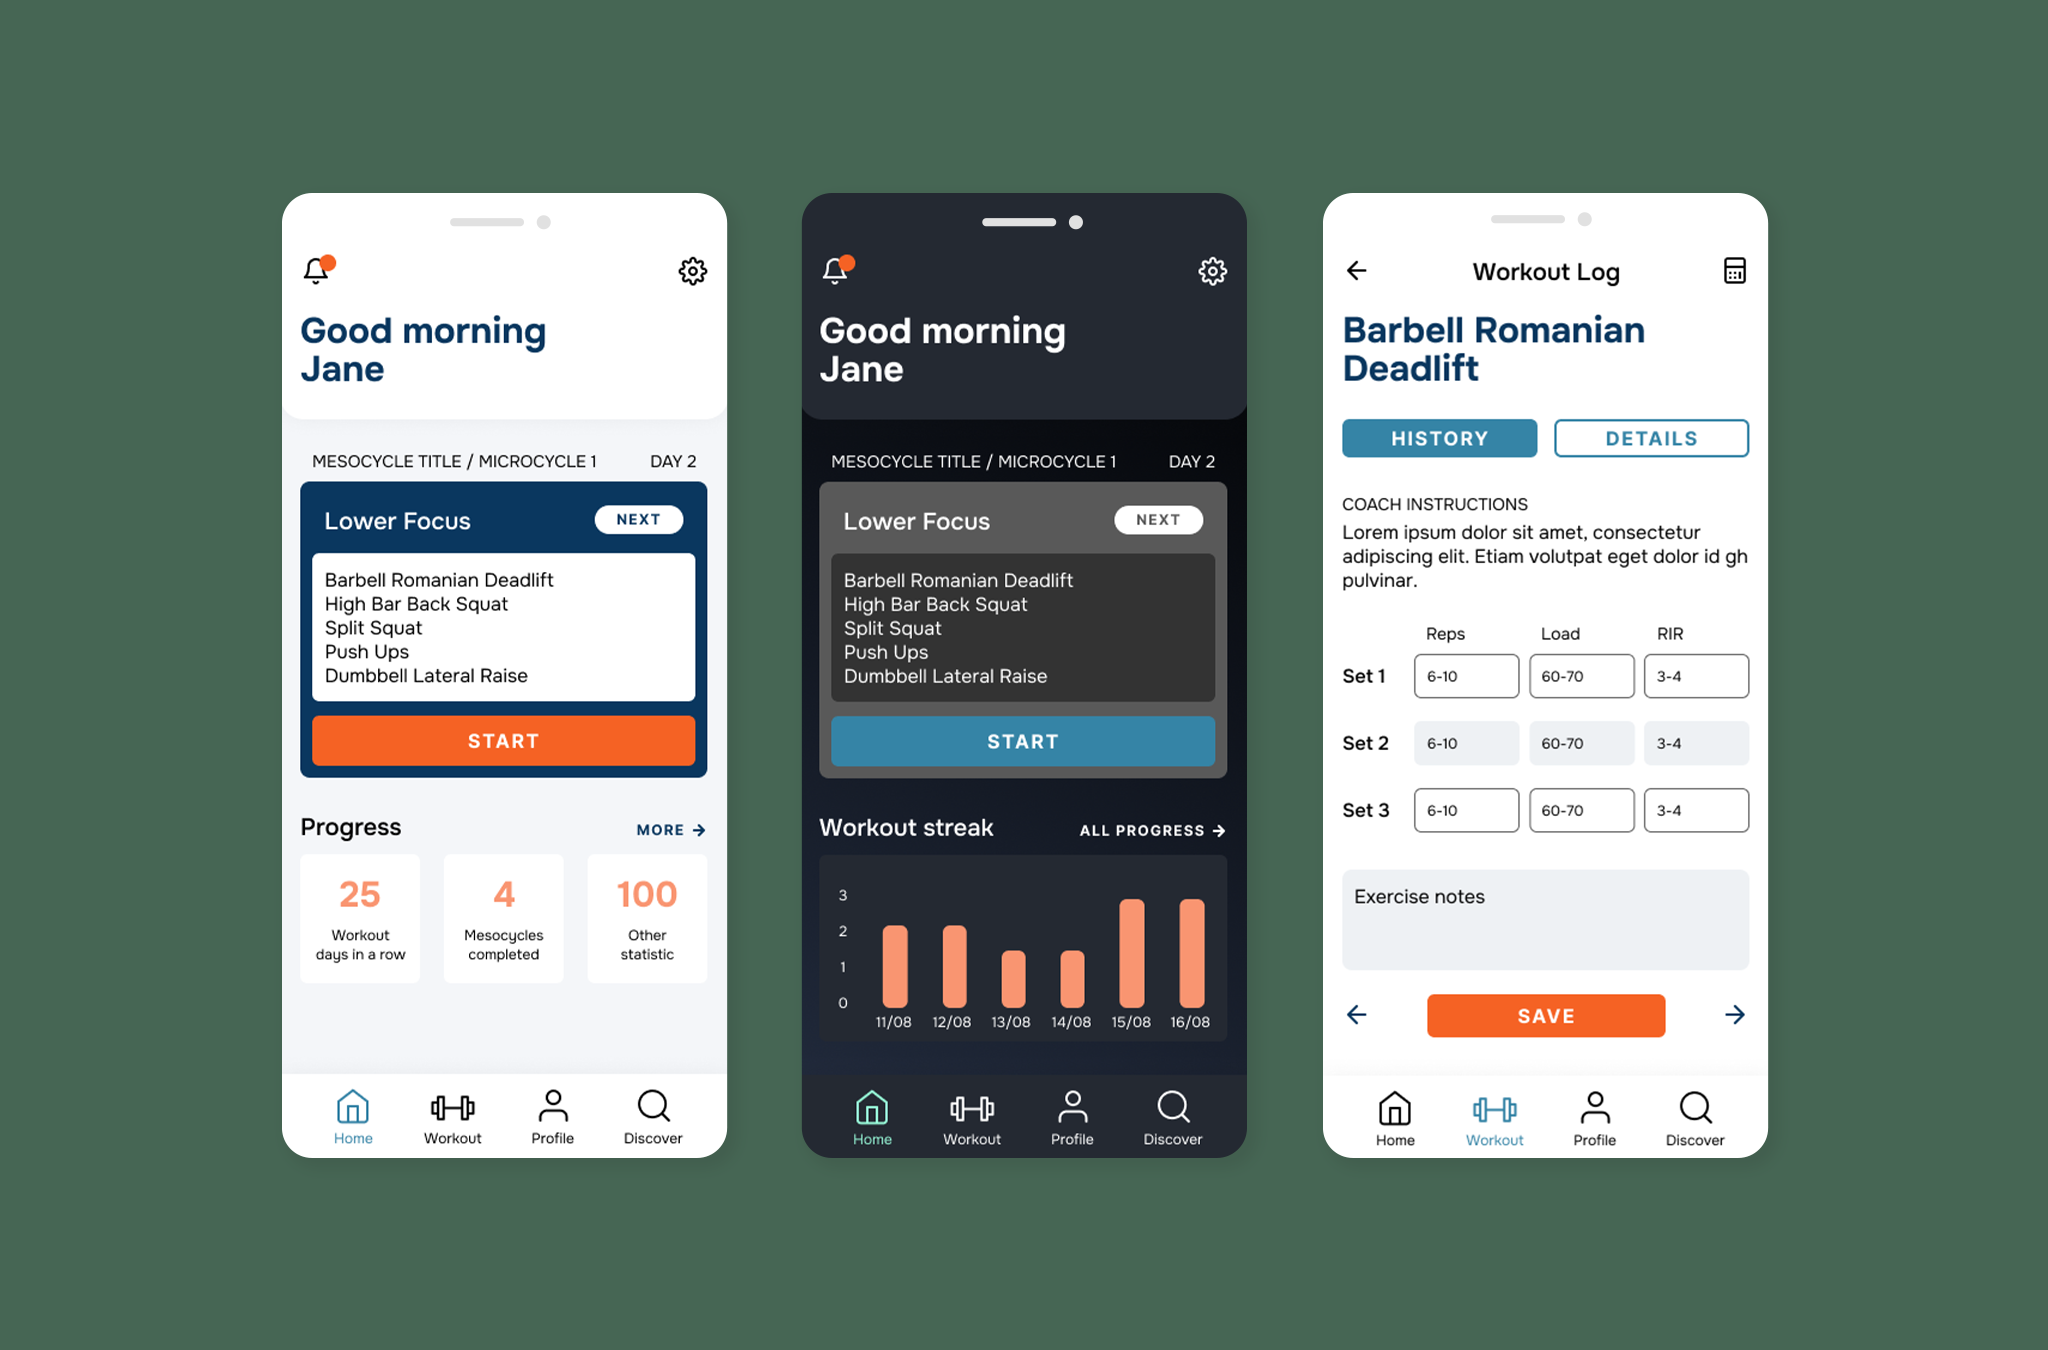 Good morning
Jane
MESOCYCLE TITLE / MICROCYCLE 1 DAY 2
Lower Focus NEXT
Barbell Romanian Deadlift
High Bar Back Squat
Split Squat
Push Ups
Dumbbell Lateral Raise
START
Progress MORE →
25 4 100
Workout Mesocycles Other
days in a row completed statistic
Home Workout Profile Discover
Good morning
Jane
MESOCYCLE TITLE / MICROCYCLE 1 DAY 2
Lower Focus NEXT
Barbell Romanian Deadlift
High Bar Back Squat
Split Squat
Push Ups
Dumbbell Lateral Raise
START
Workout streak ALL PROGRESS →
3
2
1
0
11/08 12/08 13/08 14/08 15/08 16/08
Home Workout Profile Discover
Workout Log
Barbell Romanian
Deadlift
HISTORY DETAILS
COACH INSTRUCTIONS
Lorem ipsum dolor sit amet, consectetur
adipiscing elit. Etiam volutpat eget dolor id gh
pulvinar.
Reps Load RIR
Set 1 6-10 60-70 3-4
Set 2 6-10 60-70 3-4
Set 3 6-10 60-70 3-4
Exercise notes
SAVE
Home Workout Profile Discover